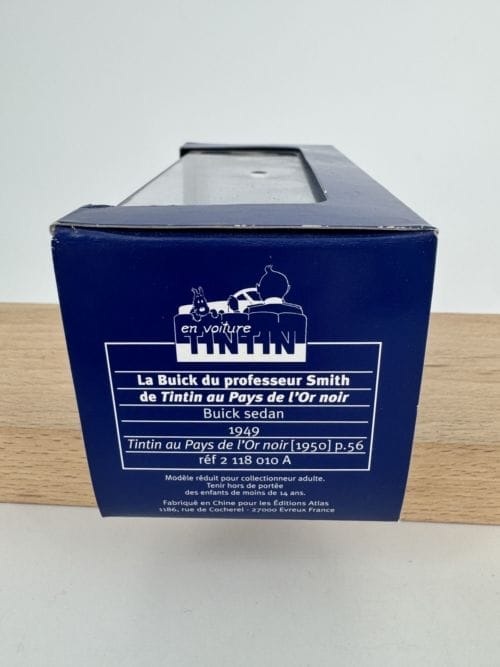 en voiture
TINTIN
La Buick du professeur Smith
de Tintin au Pays de l'Or noir
Buick sedan
1949
Tintin au Pays de l'Or noir [1950] p.56
réf 2 118 010 A
Modèle réduit pour collectionneur adulte.
Tenir hors de portée
des enfants de moins de 14 ans.
Fabriqué en Chine pour les Éditions Atlas
1186, rue de Cocherel - 27000 Évreux France